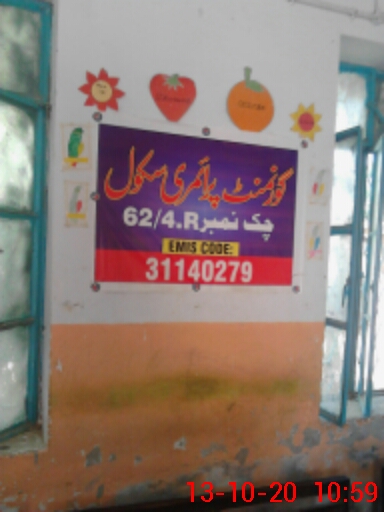 گورنمنٹ پرائمری سکول
چک نمبر 62/4.R
EMIS CODE:
31140279
13-10-20 10:59